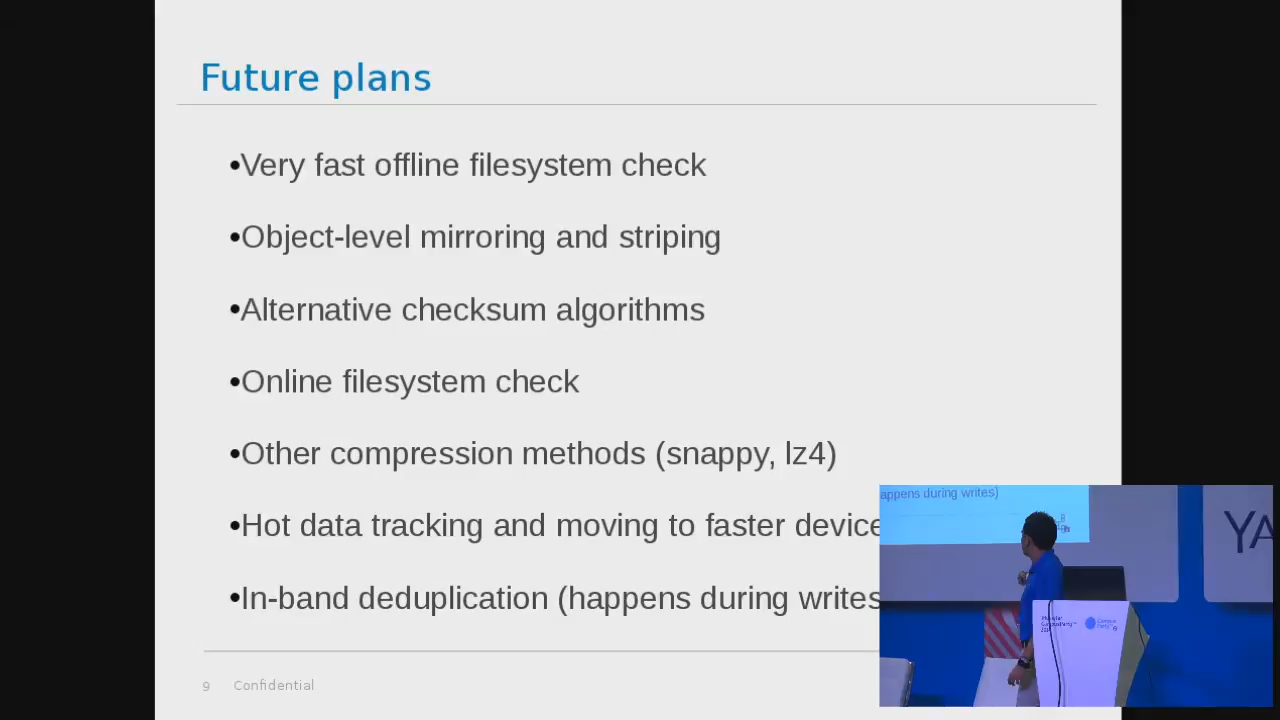 Future plans
•Very fast offline filesystem check
•Object-level mirroring and striping
•Alternative checksum algorithms
•Online filesystem check
•Other compression methods (snappy, lz4)
•Hot data tracking and moving to faster device
•In-band deduplication (happens during writes
9 Confidential
appens during writes)
YA